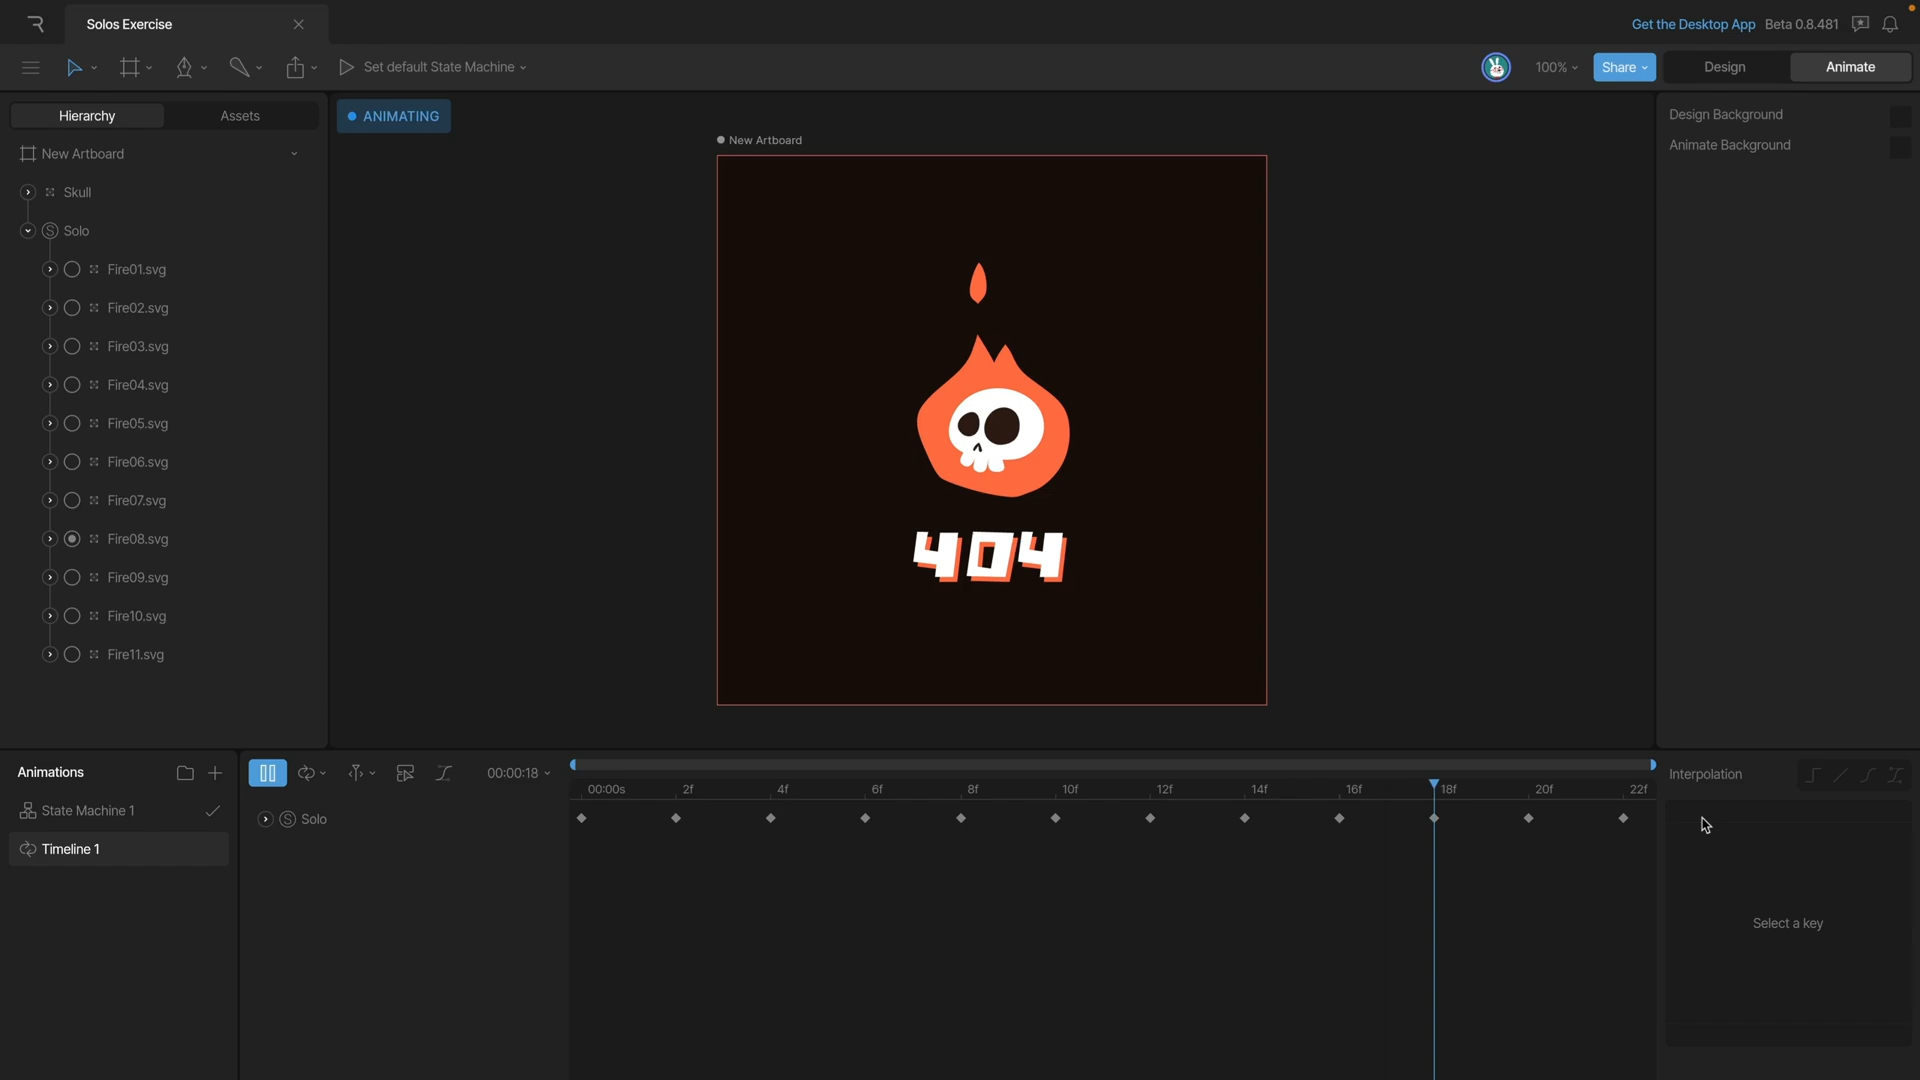 Solos Exercise
Get the Desktop App Beta 0.8.481
Set default State Machine
100%
Share
Design
Animate
Hierarchy
Assets
ANIMATING
Design Background
Animate Background
New Artboard
New Artboard
Skull
Solo
Fire01.svg
Fire02.svg
Fire03.svg
Fire04.svg
Fire05.svg
Fire06.svg
Fire07.svg
Fire08.svg
Fire09.svg
Fire10.svg
Fire11.svg
404
Animations
00:00:18
Interpolation
00:00s 2f 4f 6f 8f 10f 12f 14f 16f 18f 20f 22f
State Machine 1
Solo
Timeline 1
Select a key